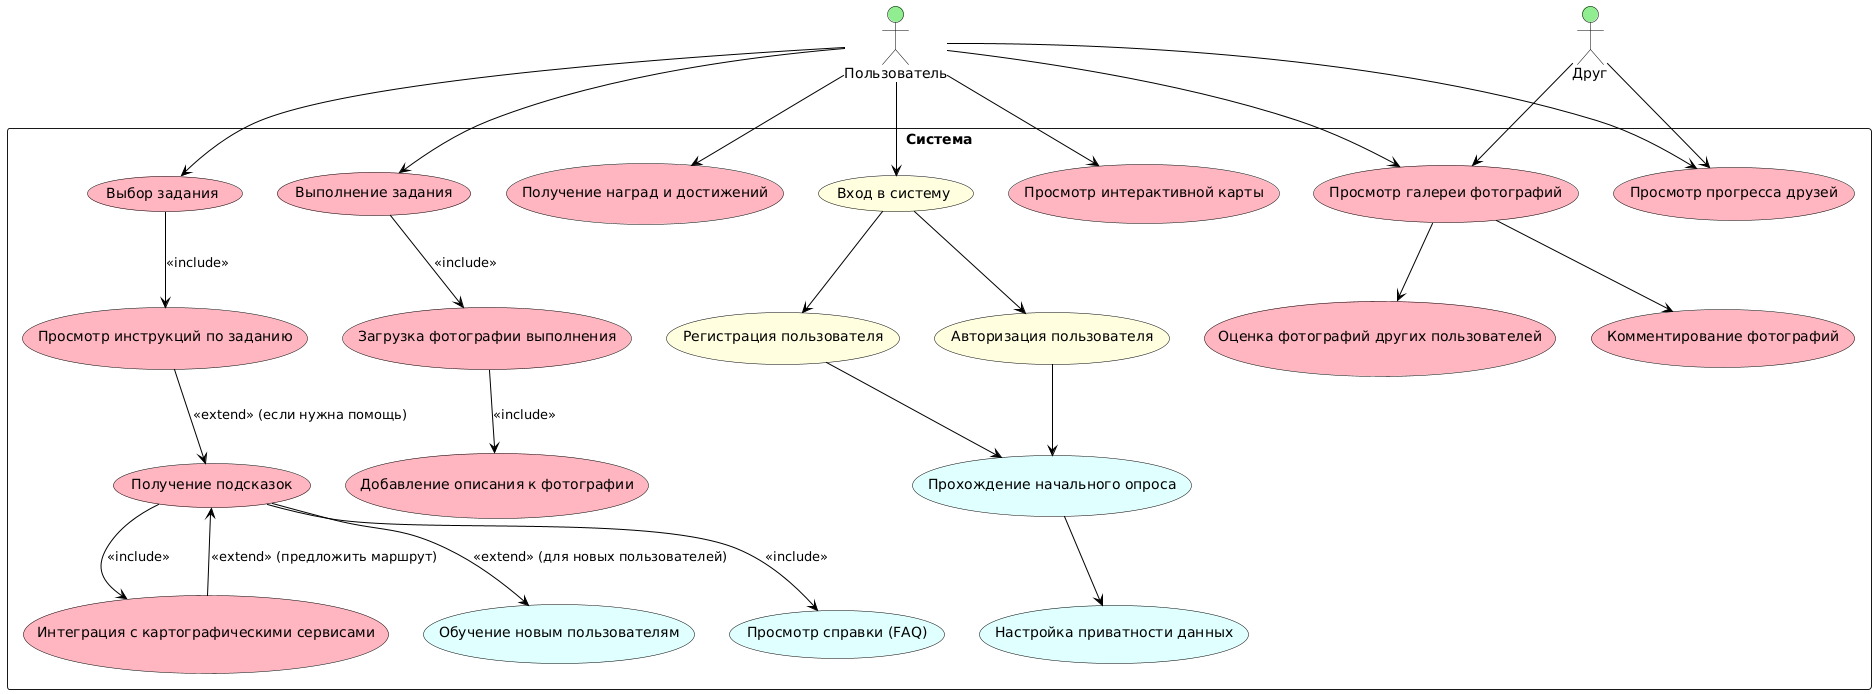 Пользователь
Друг
Система
Выбор задания
Выполнение задания
Получение наград и достижений
Вход в систему
Просмотр интерактивной карты
Просмотр галереи фотографий
Просмотр прогресса друзей
«include»
«include»
Просмотр инструкций по заданию
Загрузка фотографии выполнения
Регистрация пользователя
Авторизация пользователя
Оценка фотографий других пользователей
Комментирование фотографий
«extend» (если нужна помощь)
«include»
Получение подсказок
Добавление описания к фотографии
Прохождение начального опроса
«include»
«extend» (предложить маршрут)
«extend» (для новых пользователей)
«include»
Интеграция с картографическими сервисами
Обучение новым пользователям
Просмотр справки (FAQ)
Настройка приватности данных